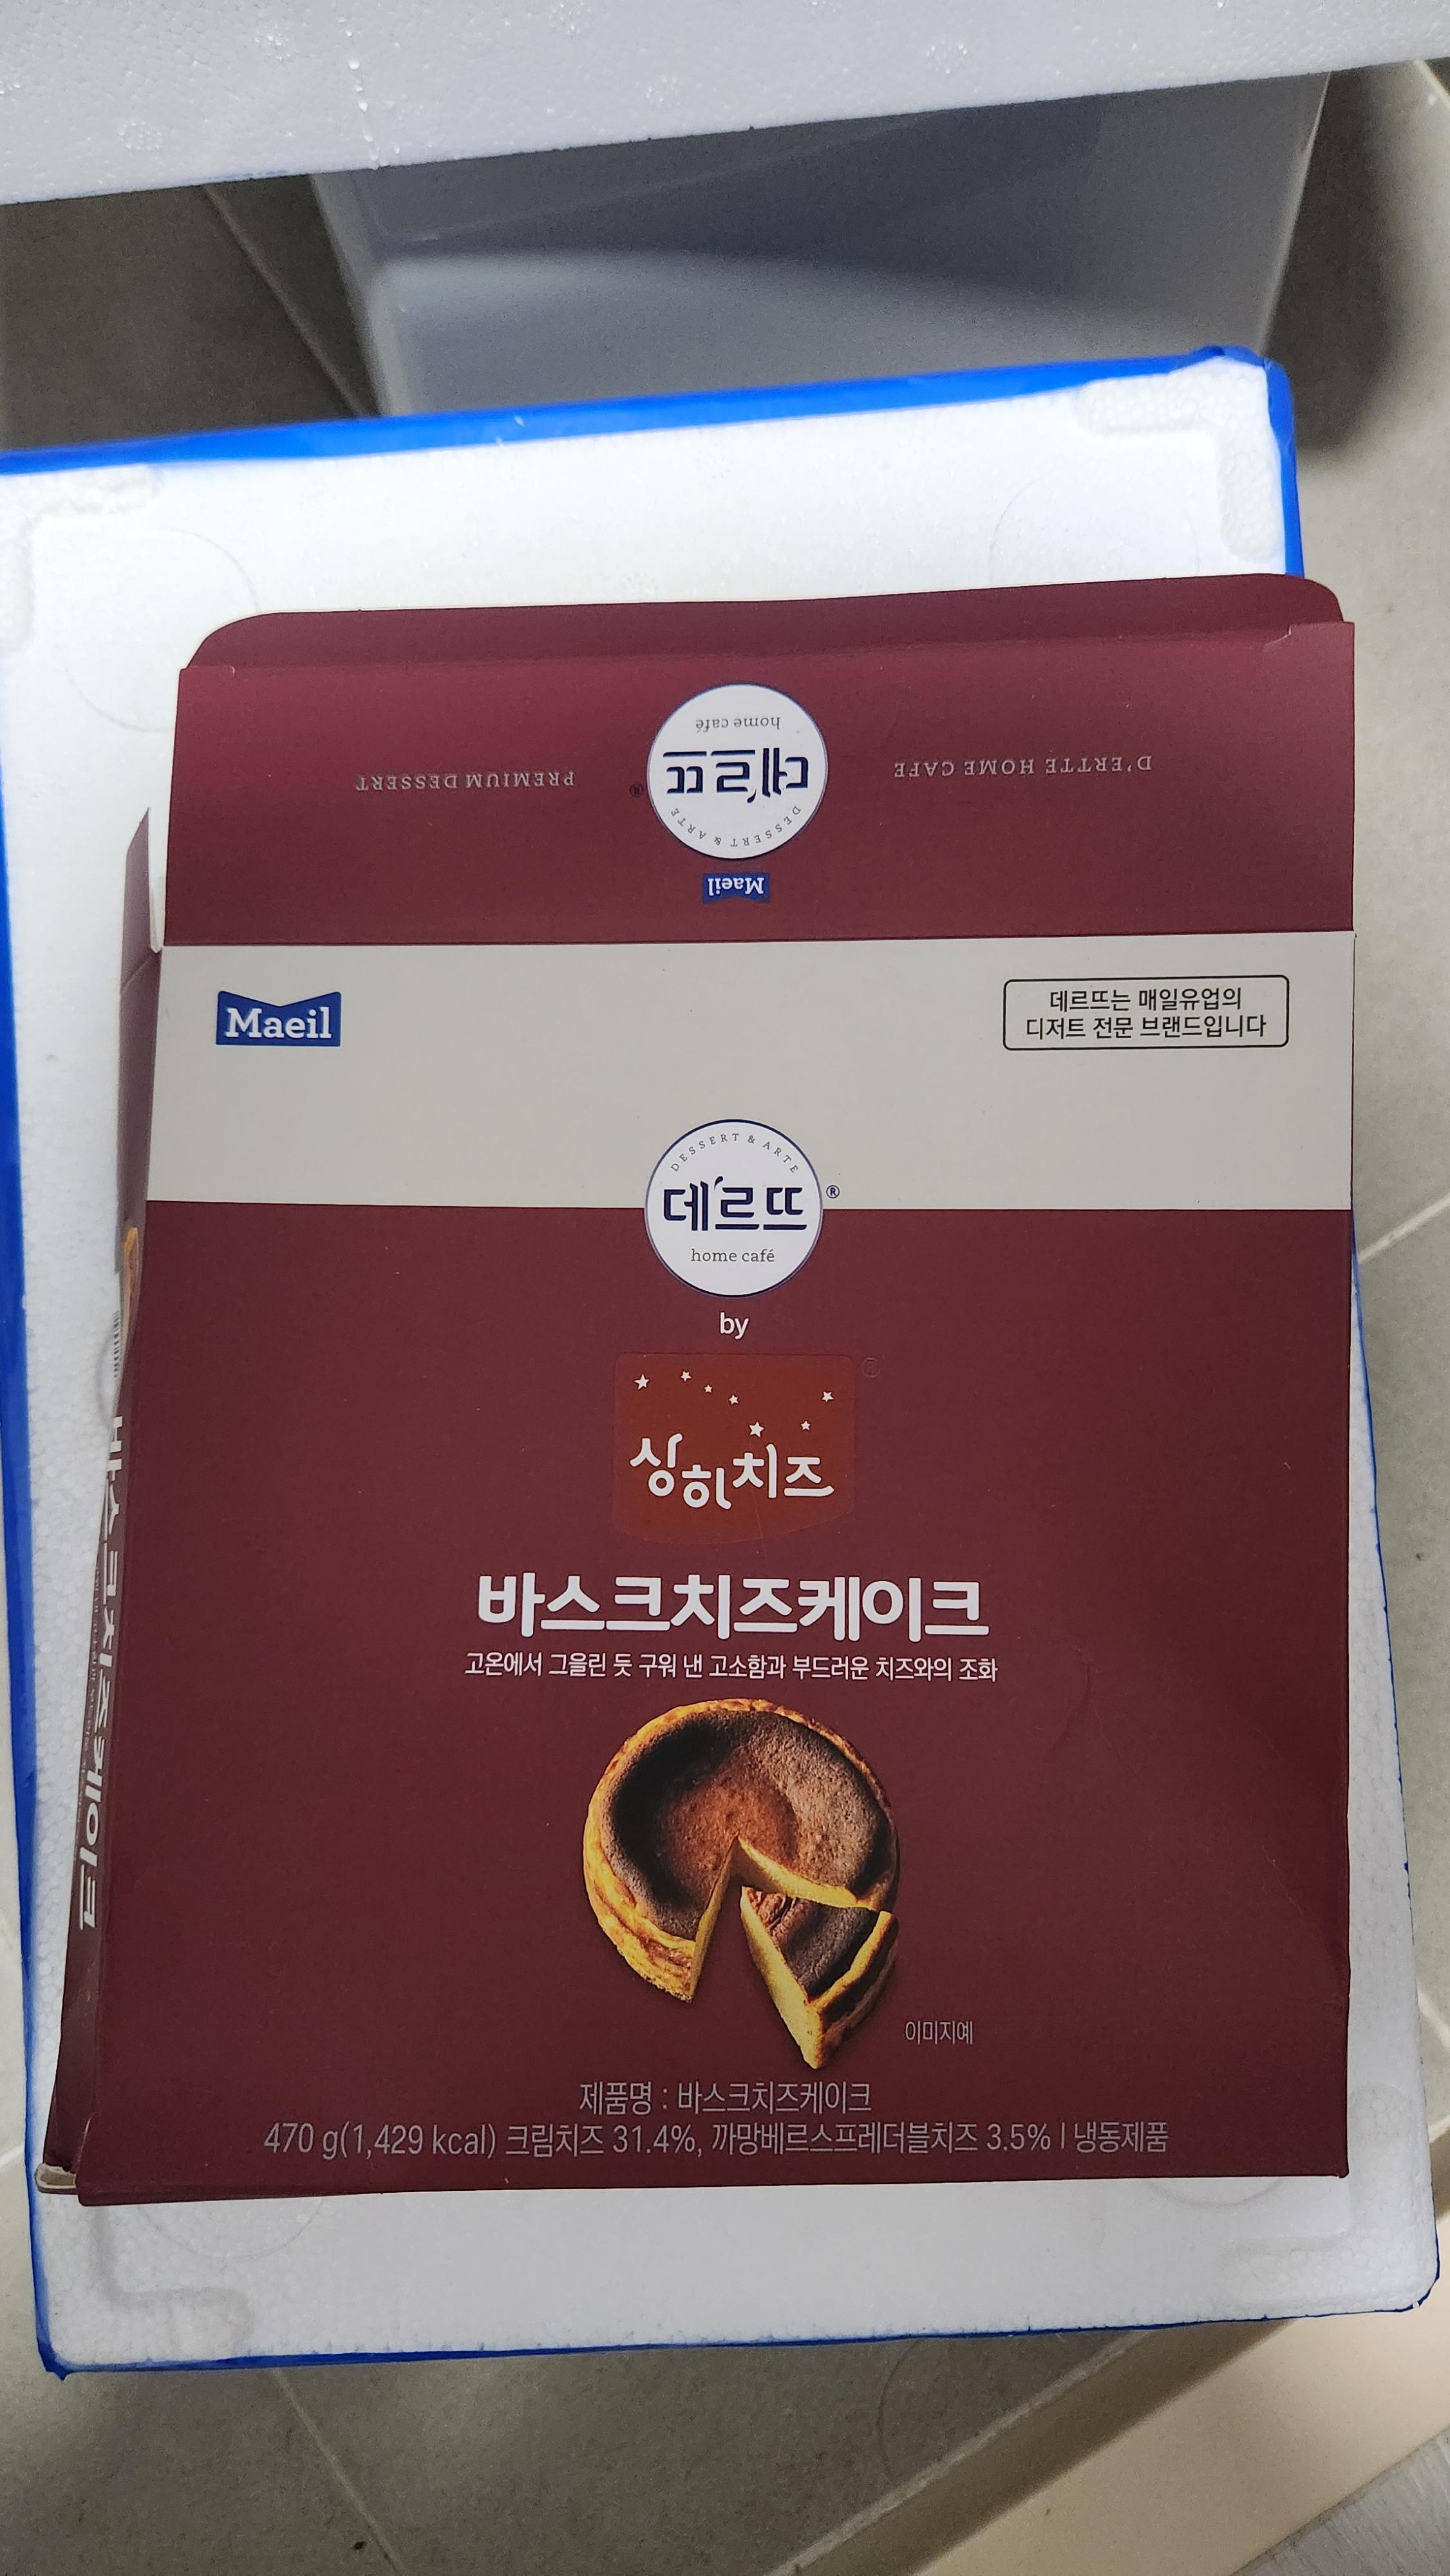 D'ERTTE HOME CAFE
PREMIUM DESSERT
home café
데르뜨
®
DESSERT & ARTE
Maeil
Maeil
데르뜨는 매일유업의
디저트 전문 브랜드입니다
DESSERT & ARTE
데르뜨
®
home café
by
상하치즈
®
바스크치즈케이크
고온에서 그을린 듯 구워 낸 고소함과 부드러운 치즈와의 조화
이미지예
제품명 : 바스크치즈케이크
470 g(1,429 kcal) 크림치즈 31.4%, 까망베르스프레더블치즈 3.5% | 냉동제품
바스크치즈케이크